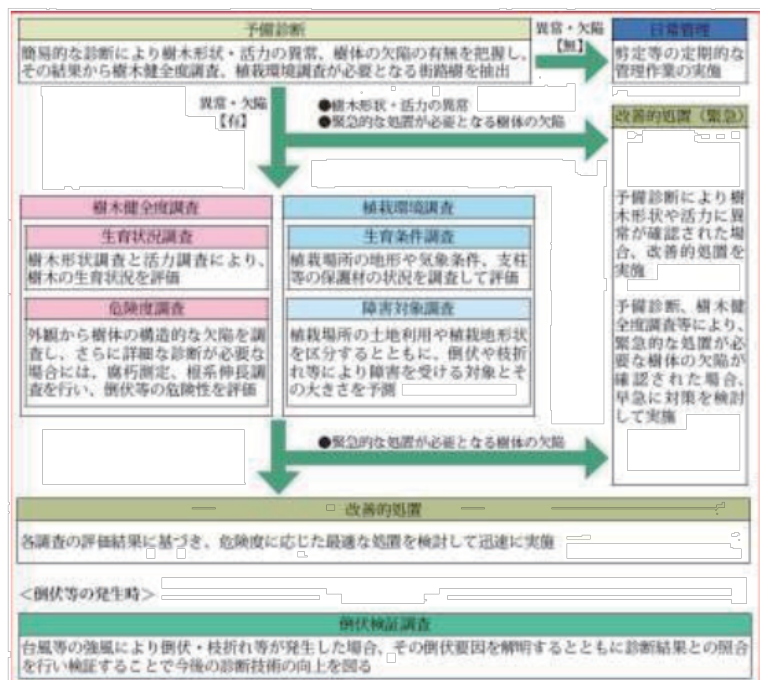 予備診断
簡易的な診断により樹木形状・活力の異常、樹体の欠陥の有無を把握し、
その結果から樹木健全度調査、植栽環境調査が必要となる街路樹を抽出
異常・欠陥
【無】
日常管理
剪定等の定期的な
管理作業の実施
異常・欠陥
【有】
●樹木形状・活力の異常
●緊急的な処置が必要となる樹体の欠陥
改善的処置（緊急）
予備診断により樹
木形状や活力に異
常が確認された場
合、改善的処置を
実施
予備診断、樹木健
全度調査等により、
緊急的な処置が必
要な樹体の欠陥が
確認された場合、
早急に対策を検討
して実施
樹木健全度調査
生育状況調査
樹木形状調査と活力調査により、
樹木の生育状況を評価
危険度調査
外観から樹体の構造的な欠陥を調
査し、さらに詳細な診断が必要な
場合には、腐朽測定、根系伸長調
査を行い、倒伏等の危険性を評価
植栽環境調査
生育条件調査
植栽場所の地形や気象条件、支柱
等の保護材の状況を調査して評価
障害対象調査
植栽場所の土地利用や植栽地形状
を区分するとともに、倒伏や枝折
れ等により障害を受ける対象とそ
の大きさを予測
●緊急的な処置が必要となる樹体の欠陥
改善的処置
各調査の評価結果に基づき、危険度に応じた最適な処置を検討して迅速に実施
＜倒伏等の発生時＞
倒伏検証調査
台風等の強風により倒伏・枝折れ等が発生した場合、その倒伏要因を解明するとともに診断結果との照合
を行い検証することで今後の診断技術の向上を図る